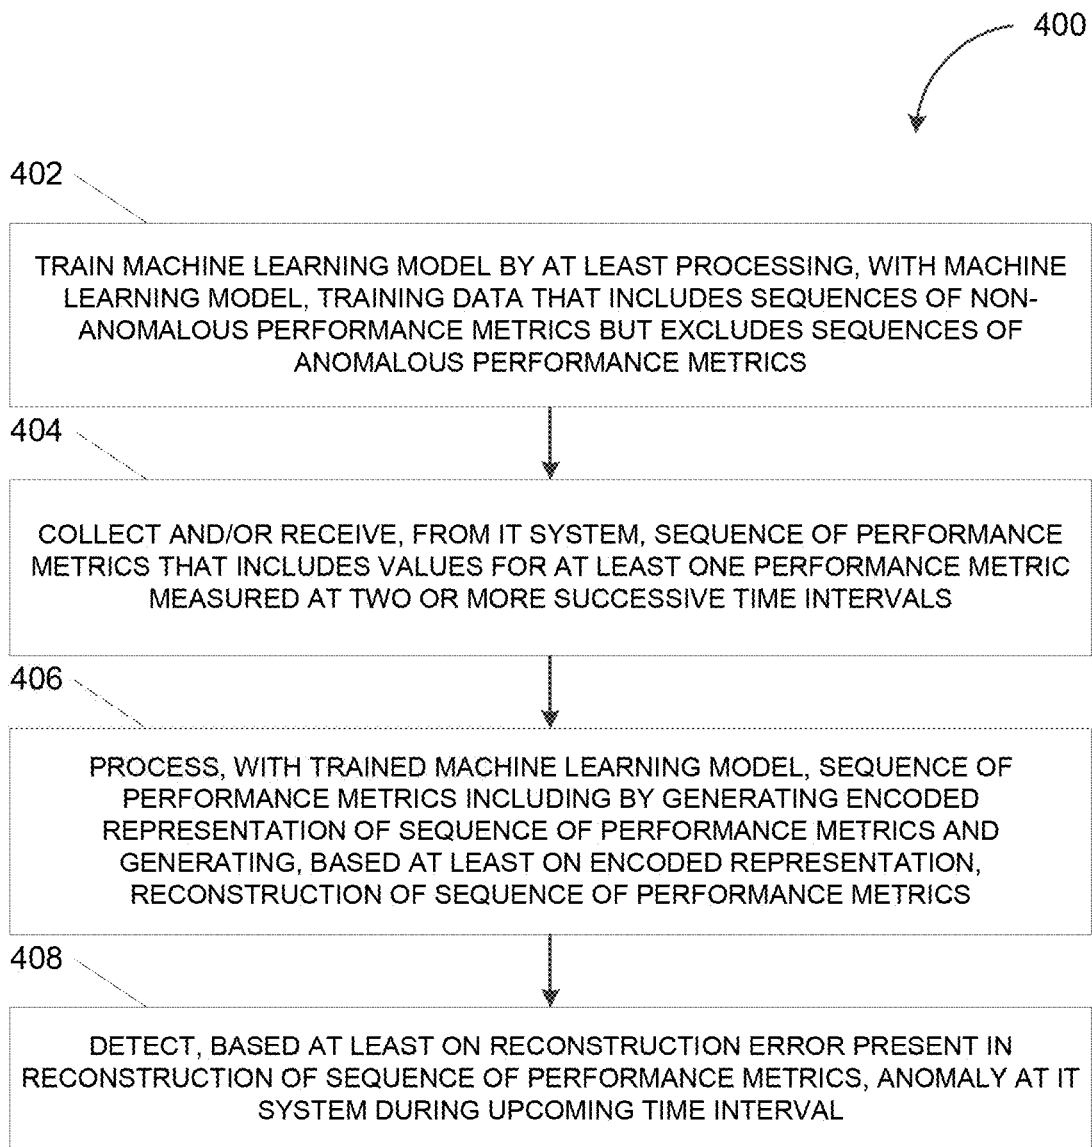 400
402
TRAIN MACHINE LEARNING MODEL BY AT LEAST PROCESSING, WITH MACHINE
LEARNING MODEL, TRAINING DATA THAT INCLUDES SEQUENCES OF NON-
ANOMALOUS PERFORMANCE METRICS BUT EXCLUDES SEQUENCES OF
ANOMALOUS PERFORMANCE METRICS
404
COLLECT AND/OR RECEIVE, FROM IT SYSTEM, SEQUENCE OF PERFORMANCE
METRICS THAT INCLUDES VALUES FOR AT LEAST ONE PERFORMANCE METRIC
MEASURED AT TWO OR MORE SUCCESSIVE TIME INTERVALS
406
PROCESS, WITH TRAINED MACHINE LEARNING MODEL, SEQUENCE OF
PERFORMANCE METRICS INCLUDING BY GENERATING ENCODED
REPRESENTATION OF SEQUENCE OF PERFORMANCE METRICS AND
GENERATING, BASED AT LEAST ON ENCODED REPRESENTATION,
RECONSTRUCTION OF SEQUENCE OF PERFORMANCE METRICS
408
DETECT, BASED AT LEAST ON RECONSTRUCTION ERROR PRESENT IN
RECONSTRUCTION OF SEQUENCE OF PERFORMANCE METRICS, ANOMALY AT IT
SYSTEM DURING UPCOMING TIME INTERVAL